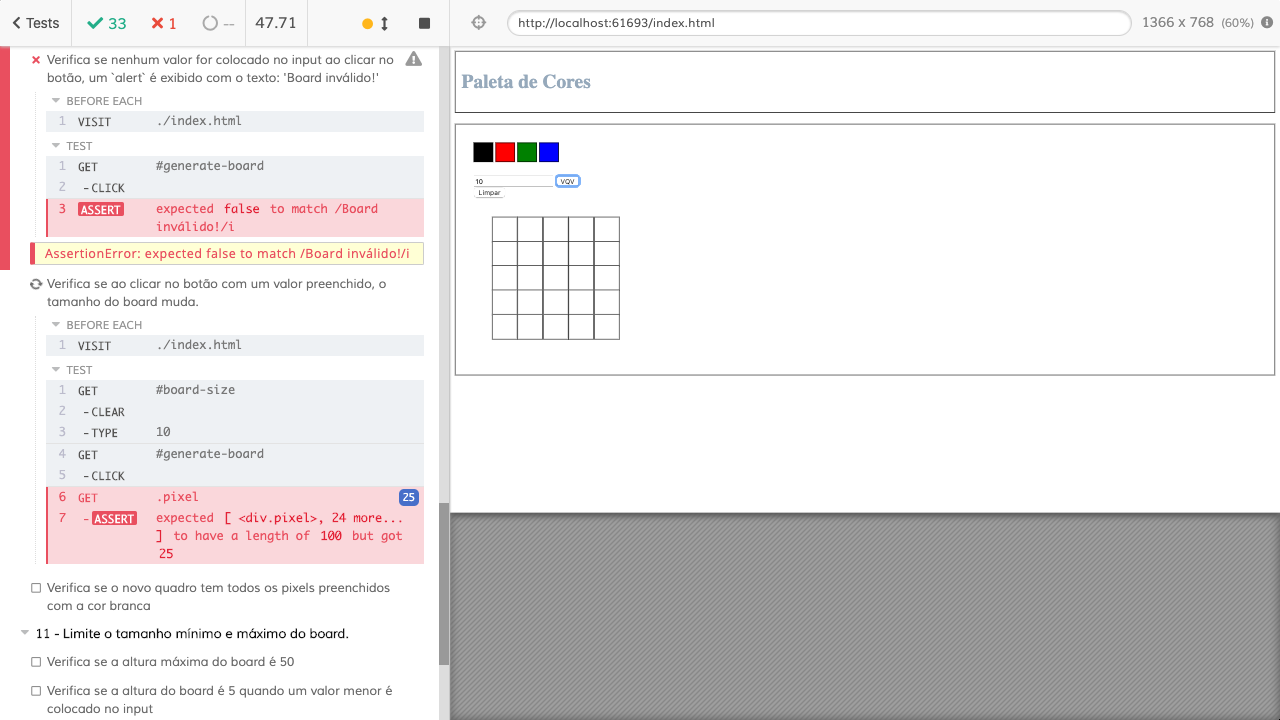 Tests 33 1 -- 47.71 http://localhost:61693/index.html 1366 x 768 (60%)
Verifica se nenhum valor for colocado no input ao clicar no
botão, um `alert` é exibido com o texto: 'Board inválido!'
BEFORE EACH
1 VISIT ./index.html
TEST
1 GET #generate-board
2 -CLICK
3 ASSERT expected false to match /Board
inválido!/i
AssertionError: expected false to match /Board inválido!/i
Verifica se ao clicar no botão com um valor preenchido, o
tamanho do board muda.
BEFORE EACH
1 VISIT ./index.html
TEST
1 GET #board-size
2 -CLEAR
3 -TYPE 10
4 GET #generate-board
5 -CLICK
6 GET .pixel 25
7 -ASSERT expected [ <div.pixel>, 24 more...
] to have a length of 100 but got
25
Verifica se o novo quadro tem todos os pixels preenchidos
com a cor branca
11 - Limite o tamanho mínimo e máximo do board.
Verifica se a altura máxima do board é 50
Verifica se a altura do board é 5 quando um valor menor é
colocado no input
Paleta de Cores
10 VQV
Limpar